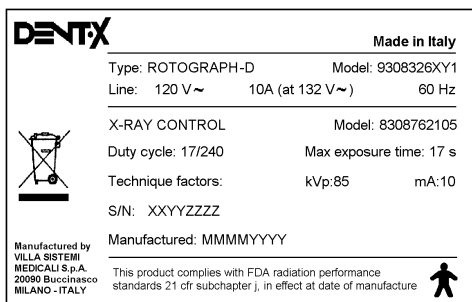 DENT-X
Made in Italy
Type: ROTOGRAPH-D Model: 9308326XY1
Line: 120 V~ 10A (at 132 V~) 60 Hz
X-RAY CONTROL Model: 8308762105
Duty cycle: 17/240 Max exposure time: 17 s
Technique factors: kVp:85 mA:10
S/N: XXYYZZZZ
Manufactured: MMMMYYYY
Manufactured by
VILLA SISTEMI
MEDICALI S.p.A.
20090 Buccinasco
MILANO - ITALY
This product complies with FDA radiation performance
standards 21 cfr subchapter j, in effect at date of manufacture